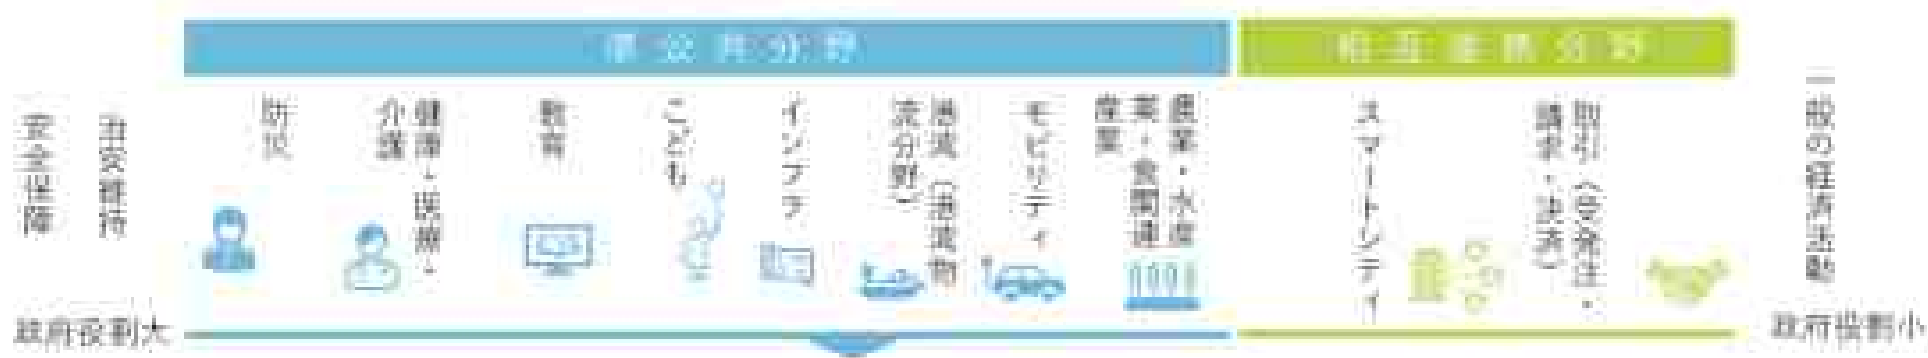 準公共分野
相互連携分野
安全保障
治安維持
防災
健康・医療・
介護
教育
こども
インフラ
港湾（港湾物
流分野）
モビリティ
農業・水産
業・食関連
産業
スマートシティ
取引（受発注・
請求・決済）
一般の経済活動
政府役割大
政府役割小